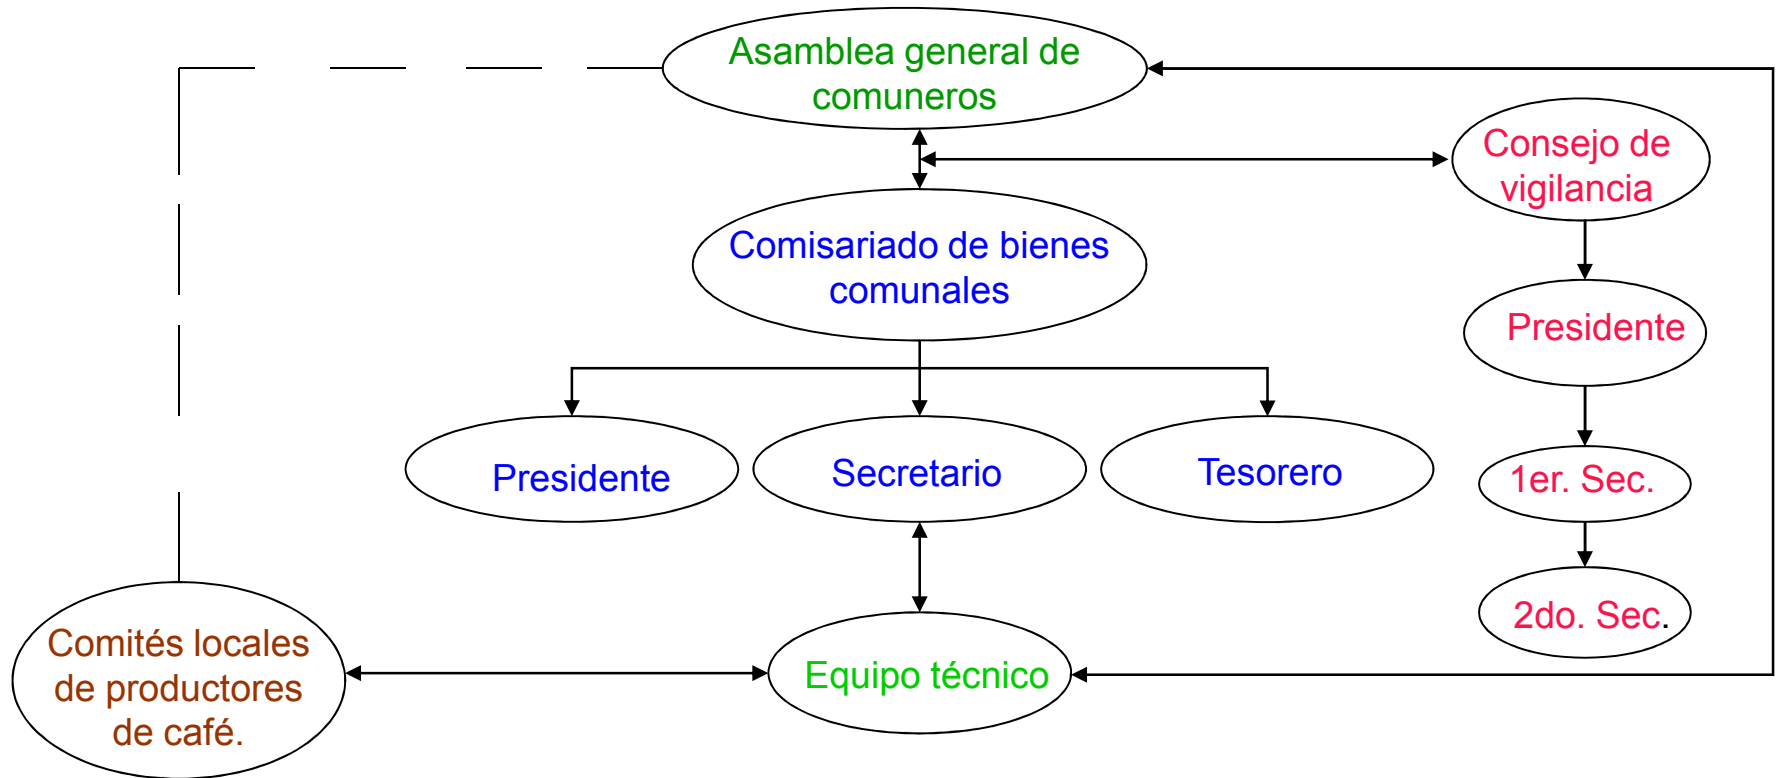 Asamblea general de
comuneros
Consejo de
vigilancia
Comisariado de bienes
comunales
Presidente
Presidente
Secretario
Tesorero
1er. Sec.
2do. Sec.
Comités locales
de productores
de café.
Equipo técnico